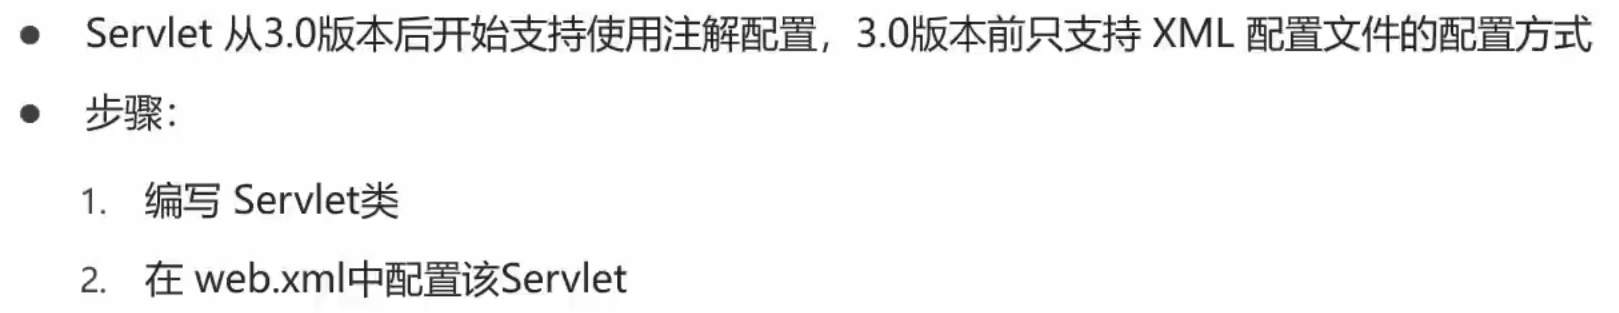 ● Servlet 从3.0版本后开始支持使用注解配置，3.0版本前只支持 XML 配置文件的配置方式
● 步骤：
1. 编写 Servlet类
2. 在 web.xml中配置该Servlet